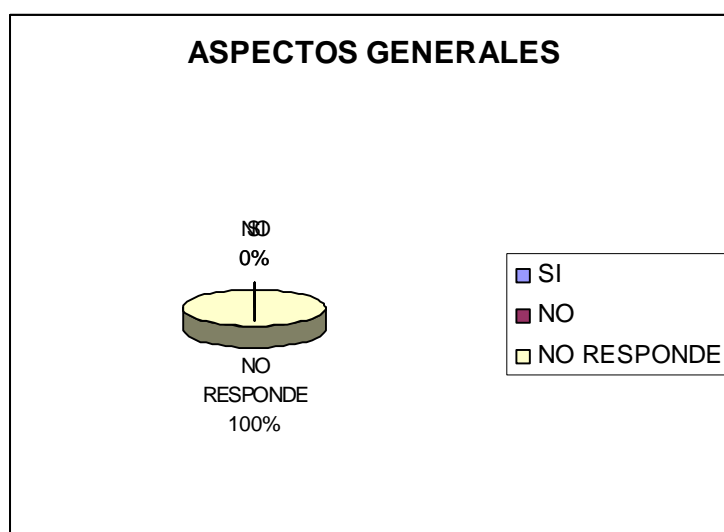 ASPECTOS GENERALES
0%
NO
RESPONDE
100%
SI
NO
NO RESPONDE